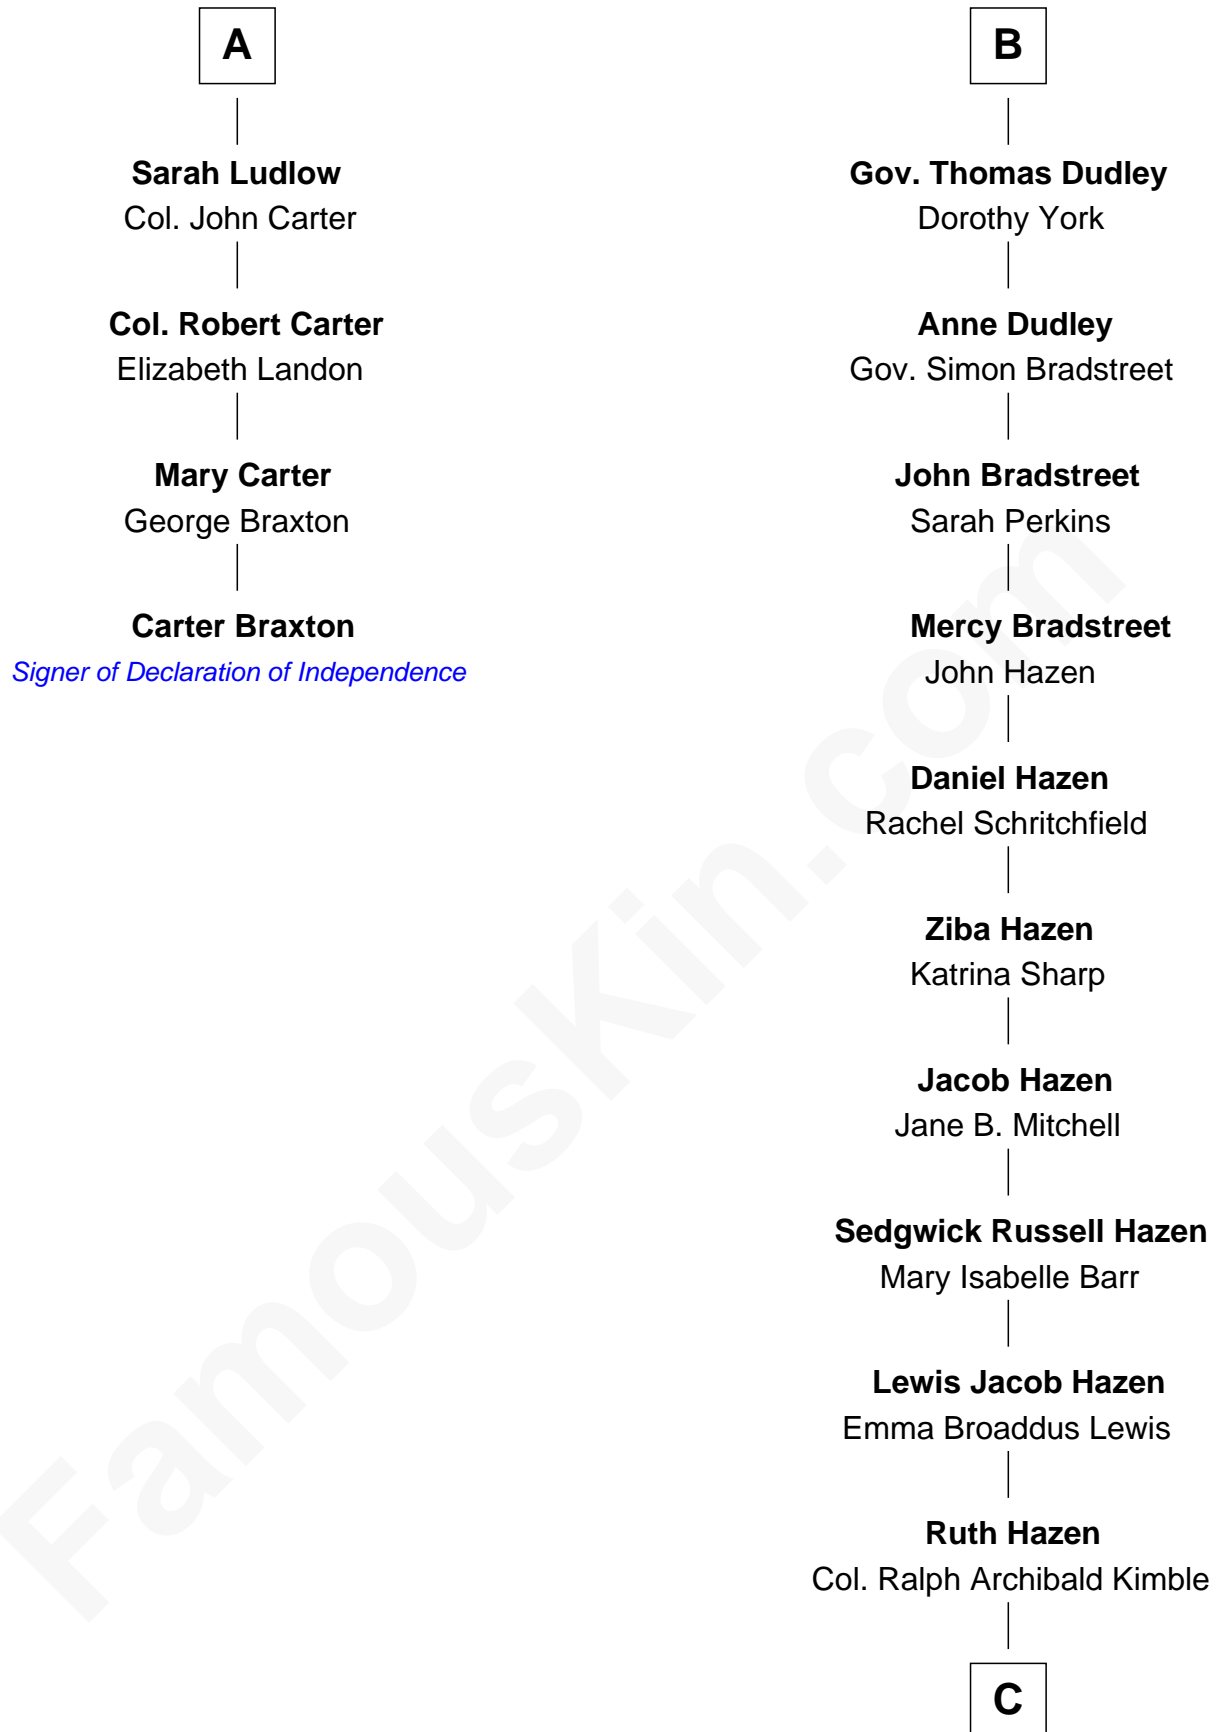 A
Sarah Ludlow
Col. John Carter
Col. Robert Carter
Elizabeth Landon
Mary Carter
George Braxton
Carter Braxton
Signer of Declaration of Independence
B
Gov. Thomas Dudley
Dorothy York
Anne Dudley
Gov. Simon Bradstreet
John Bradstreet
Sarah Perkins
Mercy Bradstreet
John Hazen
Daniel Hazen
Rachel Schritchfield
Ziba Hazen
Katrina Sharp
Jacob Hazen
Jane B. Mitchell
Sedgwick Russell Hazen
Mary Isabelle Barr
Lewis Jacob Hazen
Emma Broaddus Lewis
Ruth Hazen
Col. Ralph Archibald Kimble
C
FamousKin.com